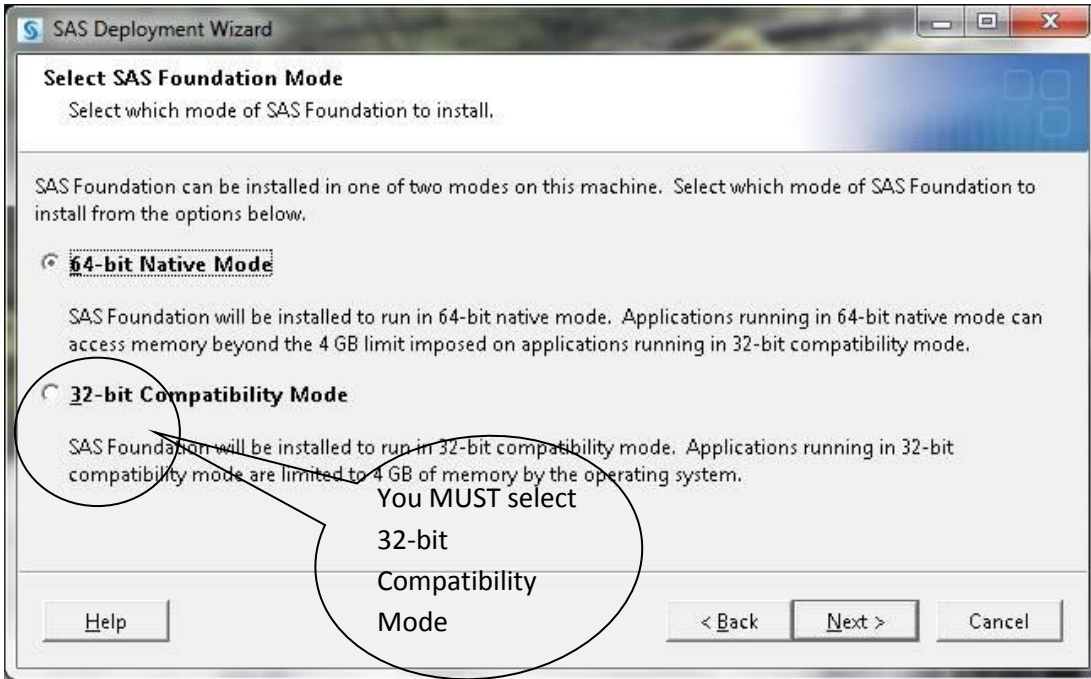 SAS Deployment Wizard
Select SAS Foundation Mode
Select which mode of SAS Foundation to install.
SAS Foundation can be installed in one of two modes on this machine. Select which mode of SAS Foundation to
install from the options below.
64-bit Native Mode
SAS Foundation will be installed to run in 64-bit native mode. Applications running in 64-bit native mode can
access memory beyond the 4 GB limit imposed on applications running in 32-bit compatibility mode.
32-bit Compatibility Mode
SAS Foundation will be installed to run in 32-bit compatibility mode. Applications running in 32-bit
compatibility mode are limited to 4 GB of memory by the operating system.
You MUST select
32-bit
Compatibility
Mode
Help
< Back
Next >
Cancel